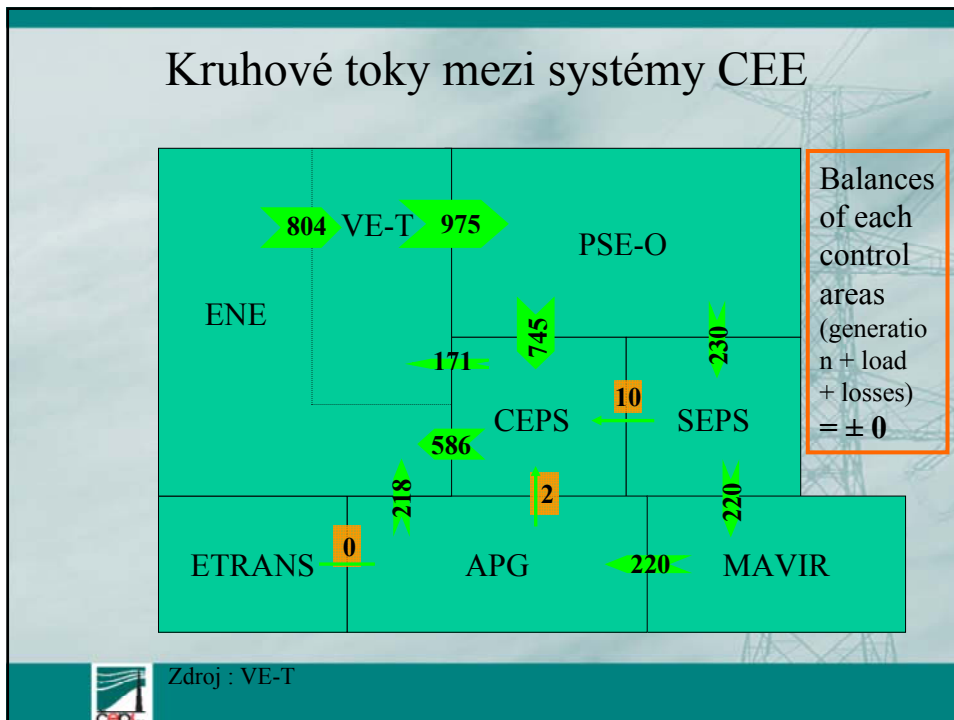 Kruhové toky mezi systémy CEE
804
VE-T
975
PSE-O
ENE
745
230
171
10
CEPS
SEPS
586
218
2
220
ETRANS
0
APG
220
MAVIR
Balances
of each
control
areas
(generatio
n + load
+ losses)
= ± 0
Zdroj : VE-T